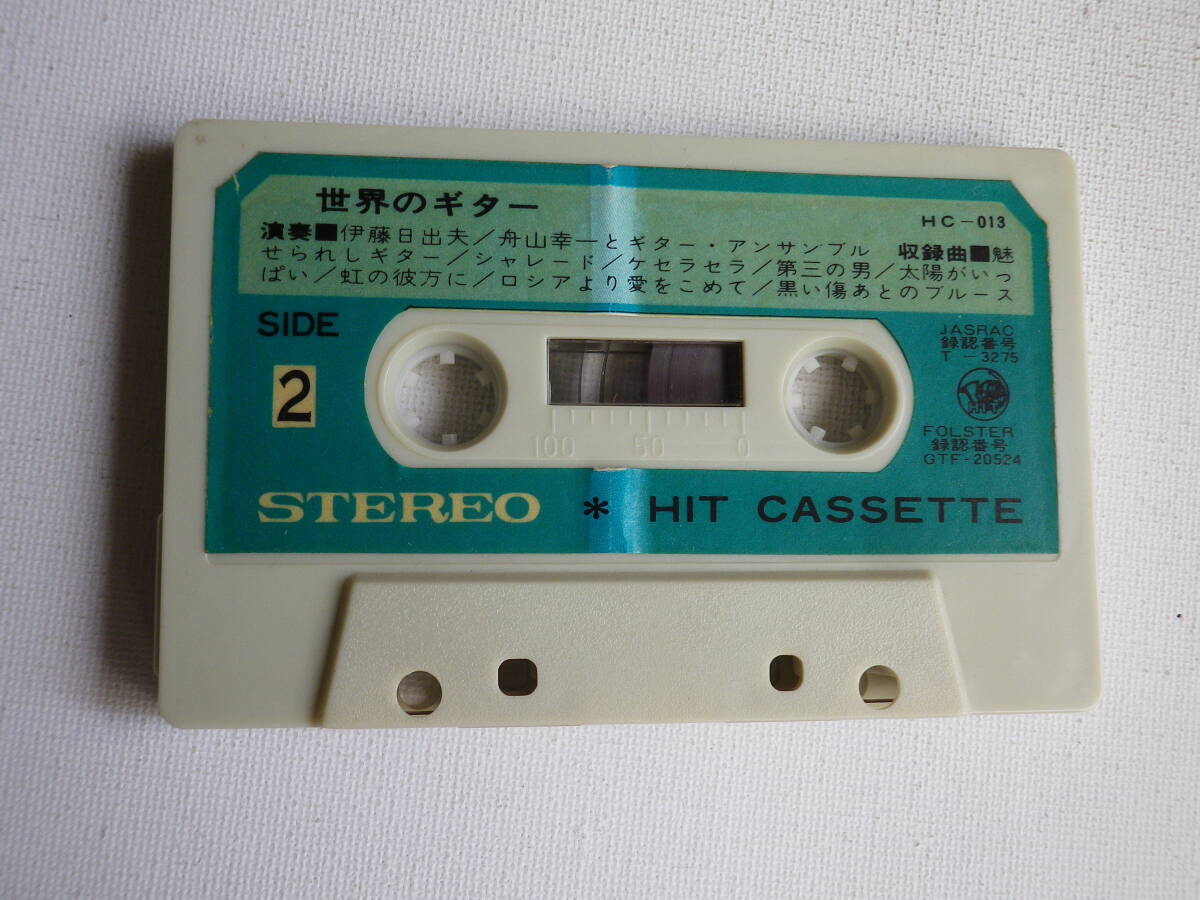 世界のギター
HC-013
演奏■伊藤日出夫/舟山幸一とギター・アンサンブル 収録曲■魅
せられしギター/シャレード/ケセラセラ/第三の男/太陽がいっ
ぱい/虹の彼方に/ロシアより愛をこめて/黒い傷あとのブルース
SIDE
2
JASRAC
録認番号
T-3275
HIT
FOLSTER
録認番号
GTF-20524
100 50 0
STEREO * HIT CASSETTE